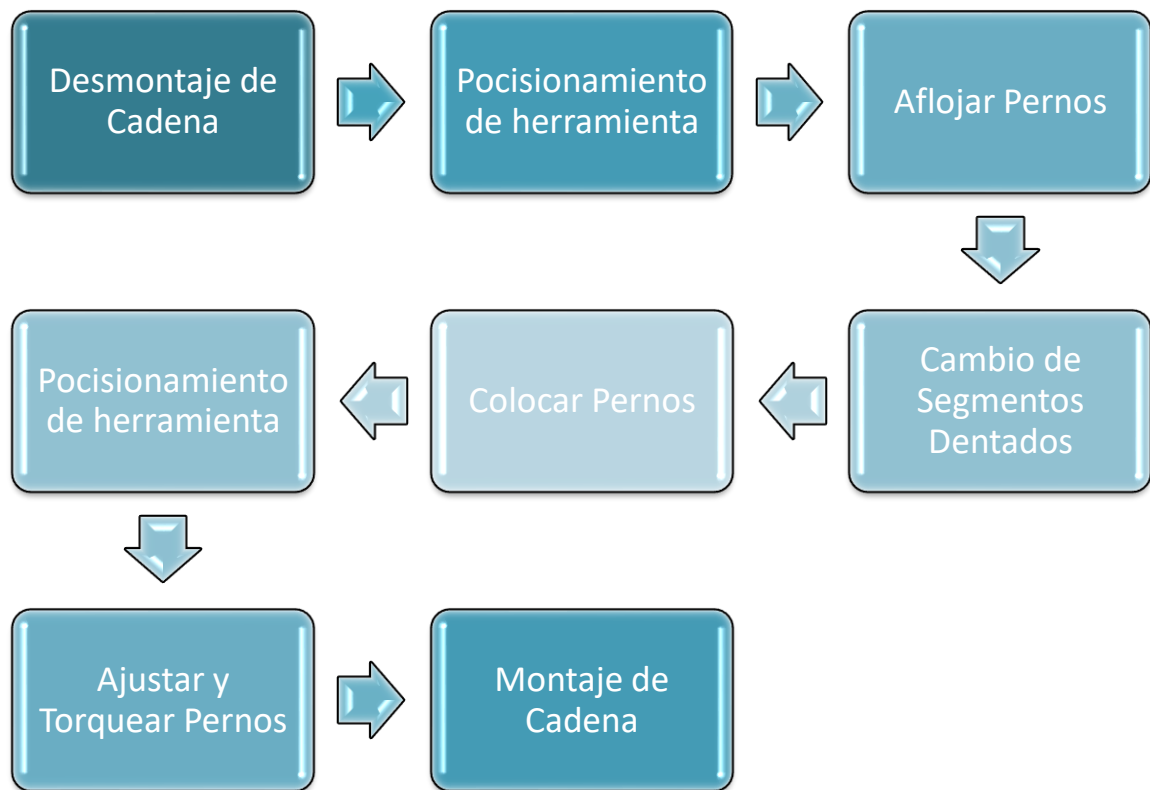 Desmontaje de
Cadena
Pocisionamiento
de herramienta
Aflojar Pernos
Cambio de
Segmentos
Dentados
Colocar Pernos
Pocisionamiento
de herramienta
Ajustar y
Torquear Pernos
Montaje de
Cadena